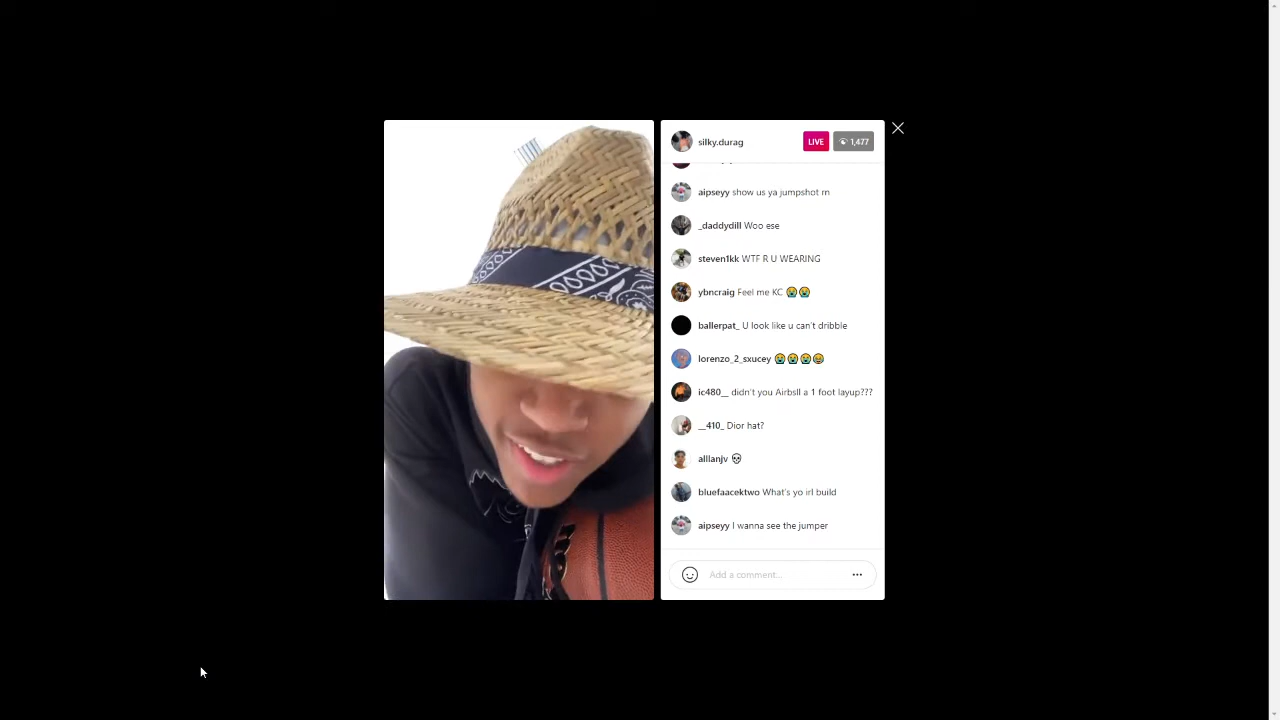 silky.durag LIVE 1,477
aipseyy show us ya jumpshot rn
_daddydill Woo ese
steven1kk WTF R U WEARING
ybncraig Feel me KC 😭😭
ballerpat_ U look like u can't dribble
lorenzo_2_sxucey 😭😭😭😂
ic480__ didn't you Airbsll a 1 foot layup???
__410_ Dior hat?
alllanjv 💀
bluefaacektwo What's yo irl build
aipseyy I wanna see the jumper
Add a comment...